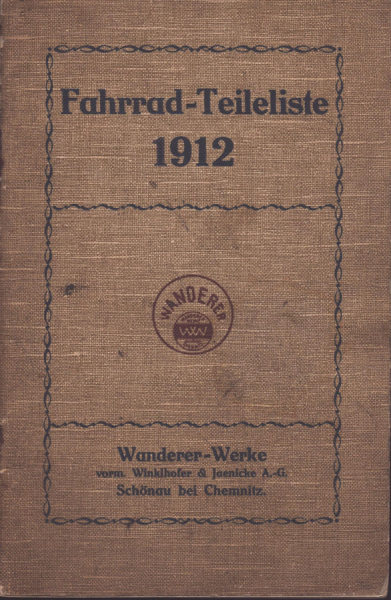 Fahrrad-Teileliste
1912
WANDERER
WW
Wanderer-Werke
vorm. Winklhofer & Jaenicke A.-G.
Schönau bei Chemnitz.